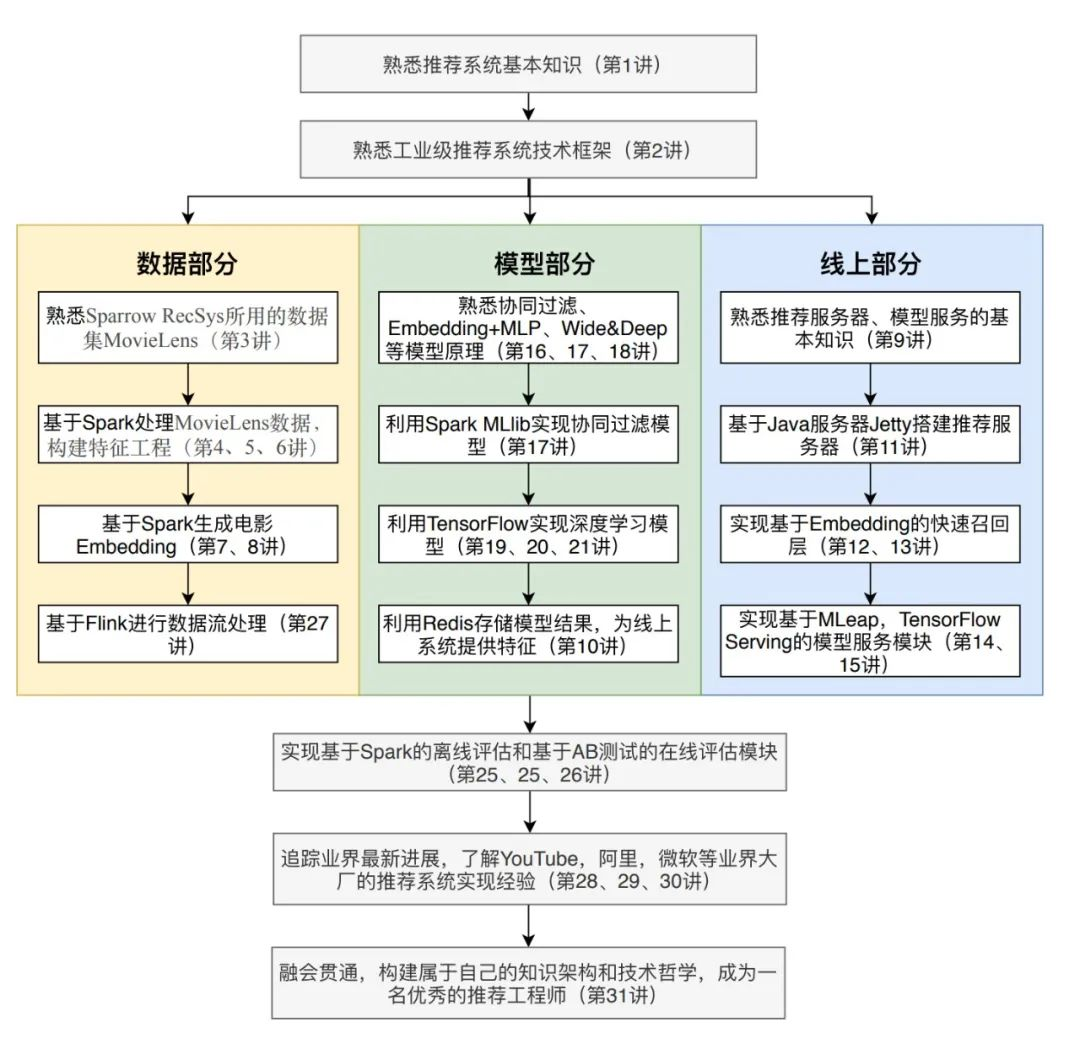 熟悉推荐系统基本知识（第1讲）
熟悉工业级推荐系统技术框架（第2讲）
数据部分
熟悉Sparrow RecSys所用的数据
集MovieLens（第3讲）
基于Spark处理MovieLens数据，
构建特征工程（第4、5、6讲）
基于Spark生成电影
Embedding（第7、8讲）
基于Flink进行数据流处理（第27
讲）
模型部分
熟悉协同过滤、
Embedding+MLP、Wide&Deep
等模型原理（第16、17、18讲）
利用Spark MLlib实现协同过滤模
型（第17讲）
利用TensorFlow实现深度学习模
型（第19、20、21讲）
利用Redis存储模型结果，为线上
系统提供特征（第10讲）
线上部分
熟悉推荐服务器、模型服务的基
本知识（第9讲）
基于Java服务器Jetty搭建推荐服
务器（第11讲）
实现基于Embedding的快速召回
层（第12、13讲）
实现基于MLeap，TensorFlow
Serving的模型服务模块（第14、
15讲）
实现基于Spark的离线评估和基于AB测试的在线评估模块
（第25、25、26讲）
追踪业界最新进展，了解YouTube，阿里，微软等业界大
厂的推荐系统实现经验（第28、29、30讲）
融会贯通，构建属于自己的知识架构和技术哲学，成为一
名优秀的推荐工程师（第31讲）